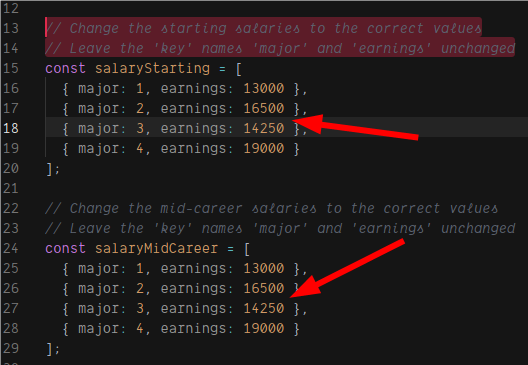 12
13 // Change the starting salaries to the correct values
14 // Leave the 'key' names 'major' and 'earnings' unchanged
15 const salaryStarting = [
16 { major: 1, earnings: 13000 },
17 { major: 2, earnings: 16500 },
18 { major: 3, earnings: 14250 },
19 { major: 4, earnings: 19000 }
20 ];
21
22 // Change the mid-career salaries to the correct values
23 // Leave the 'key' names 'major' and 'earnings' unchanged
24 const salaryMidCareer = [
25 { major: 1, earnings: 13000 },
26 { major: 2, earnings: 16500 },
27 { major: 3, earnings: 14250 },
28 { major: 4, earnings: 19000 }
29 ];